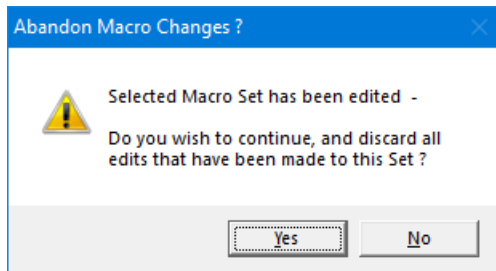 Abandon Macro Changes ?
Selected Macro Set has been edited  -
Do you wish to continue, and discard all
edits that have been made to this Set ?
Yes
No